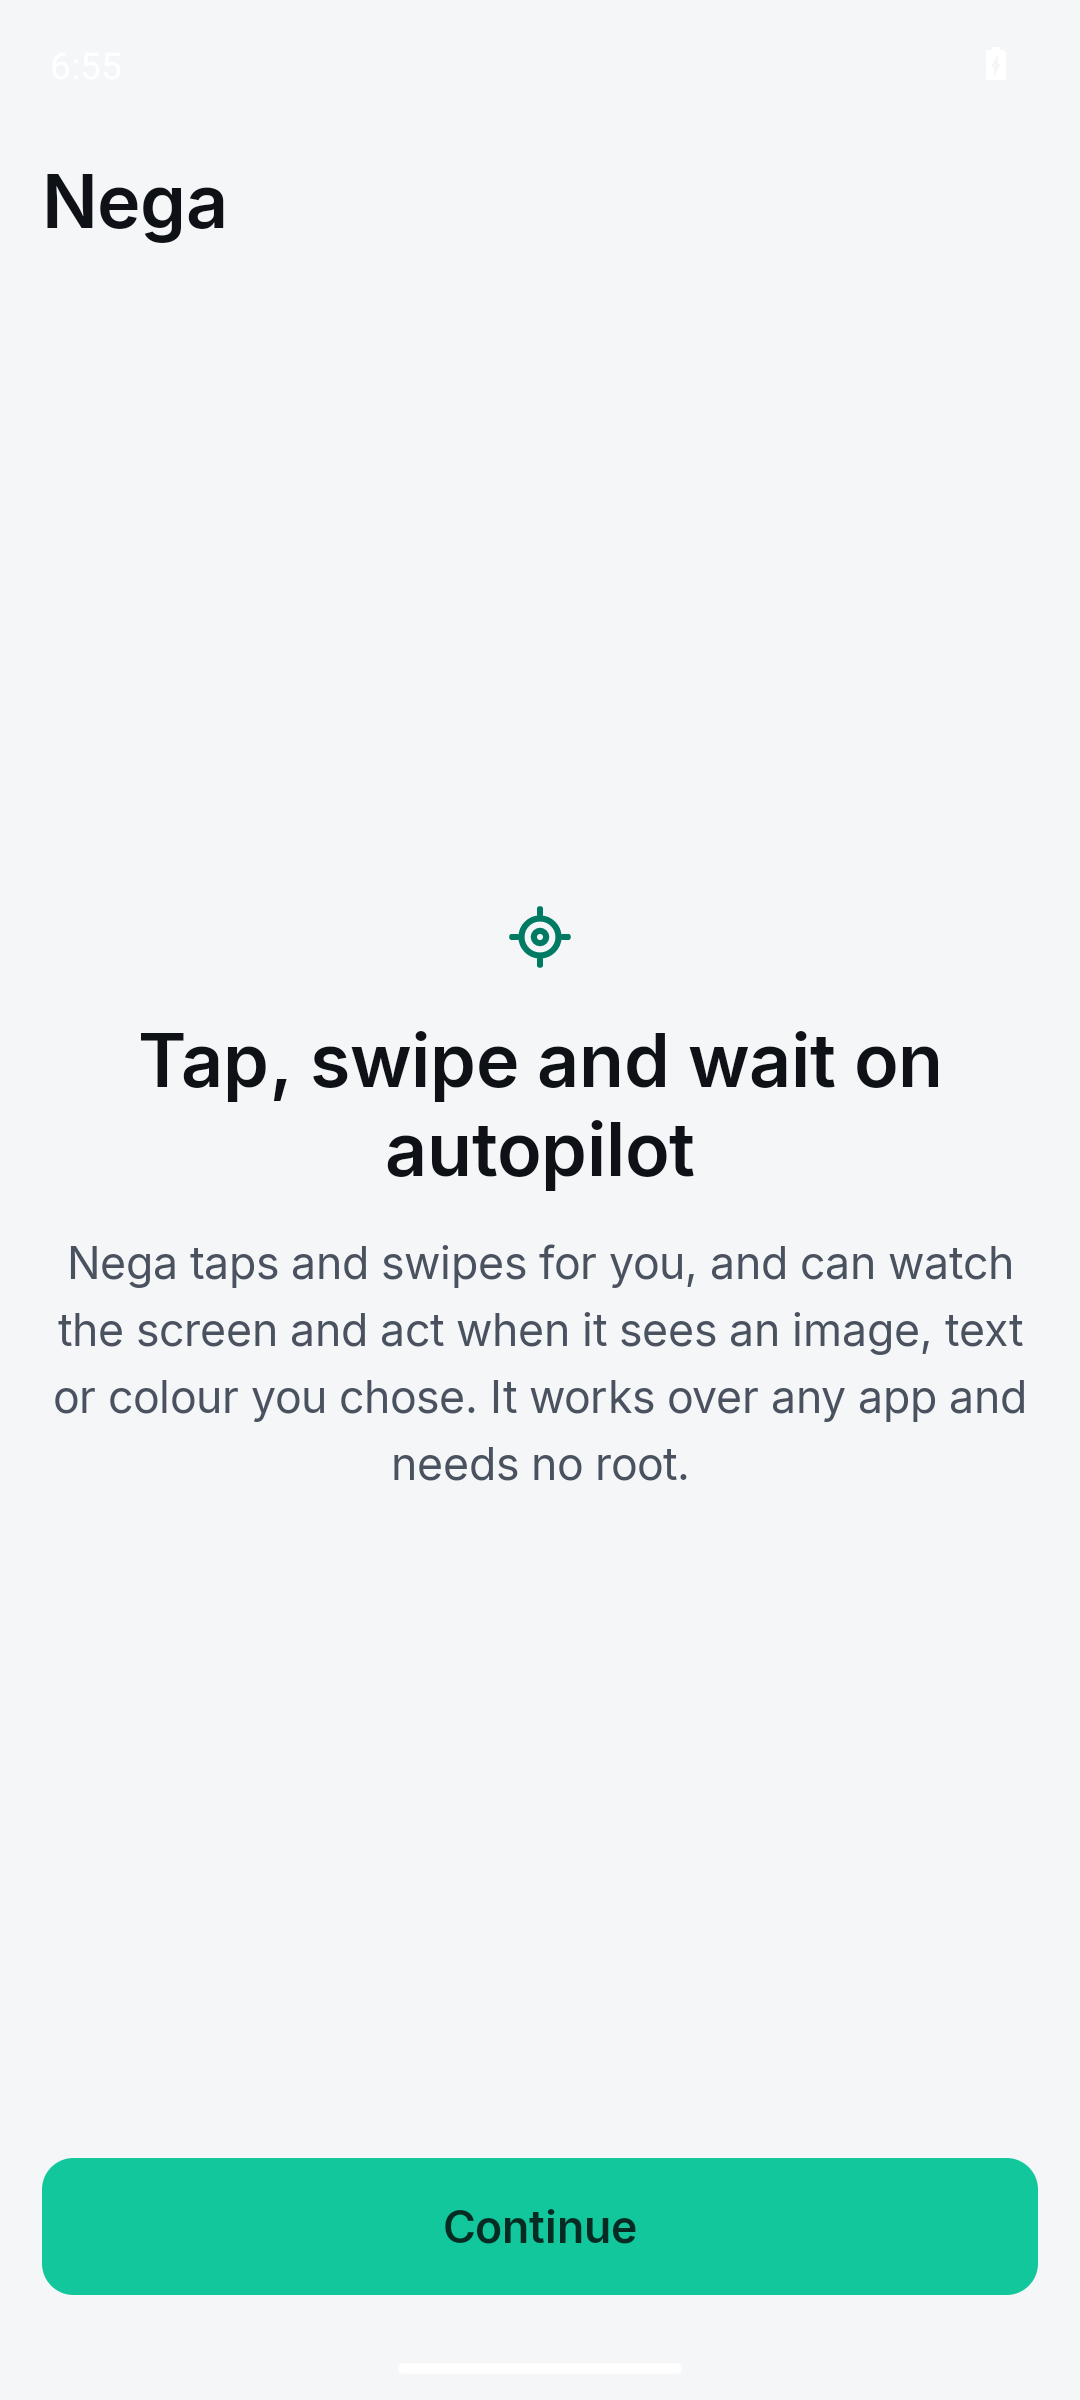 6:55
Nega
Tap, swipe and wait on
autopilot
Nega taps and swipes for you, and can watch
the screen and act when it sees an image, text
or colour you chose. It works over any app and
needs no root.
Continue